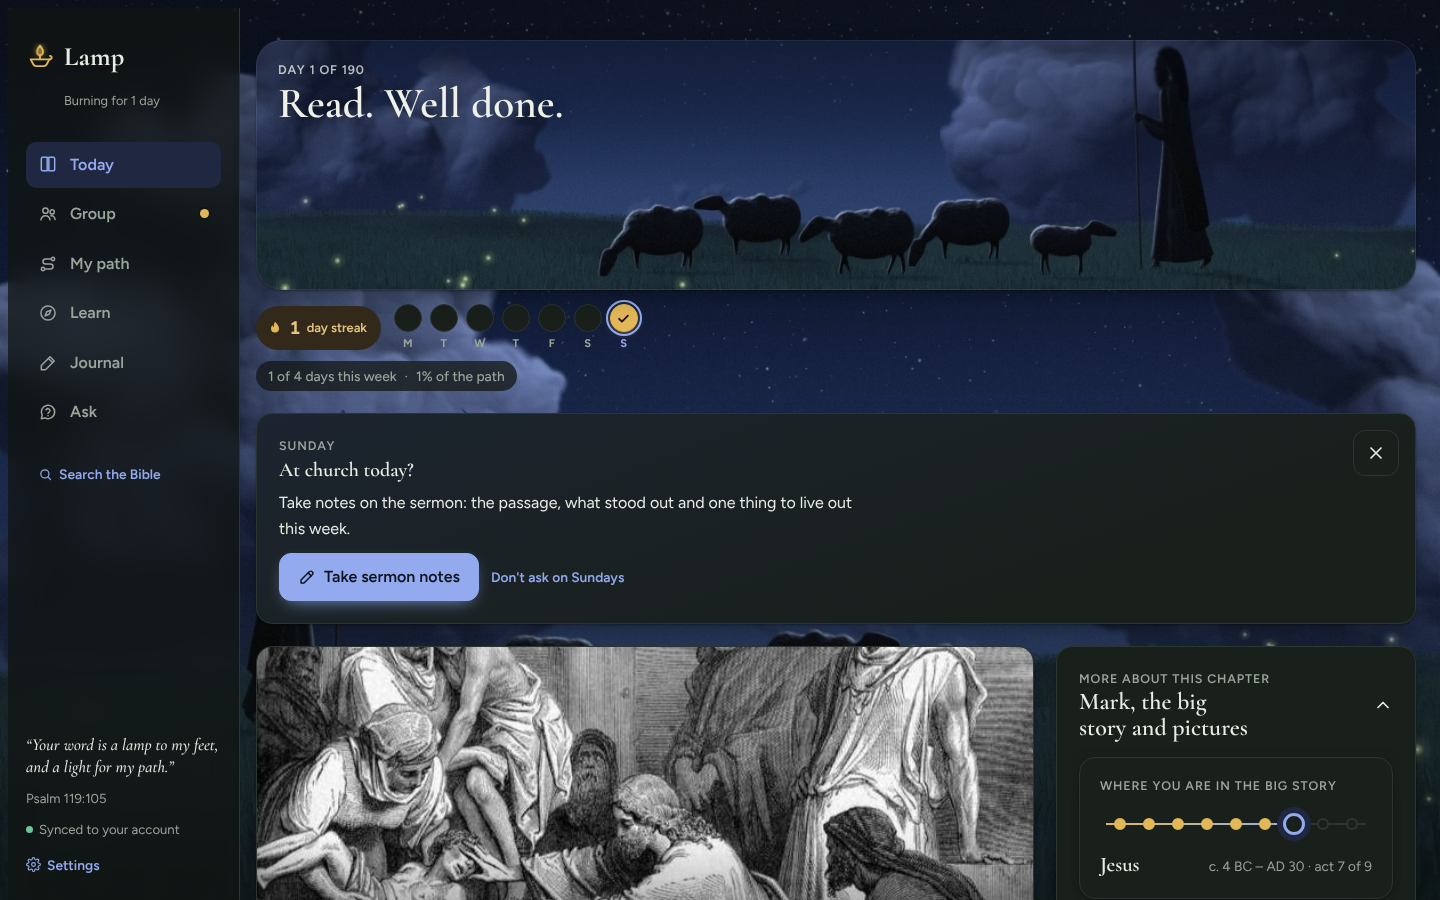 Lamp
Burning for 1 day
Today
Group
My path
Learn
Journal
Ask
Search the Bible
“Your word is a lamp to my feet,
and a light for my path.”
Psalm 119:105
Synced to your account
Settings
DAY 1 OF 190
Read. Well done.
1 day streak
M T W T F S S
1 of 4 days this week · 1% of the path
SUNDAY
At church today?
Take notes on the sermon: the passage, what stood out and one thing to live out
this week.
Take sermon notes
Don't ask on Sundays
MORE ABOUT THIS CHAPTER
Mark, the big
story and pictures
WHERE YOU ARE IN THE BIG STORY
Jesus
c. 4 BC – AD 30 · act 7 of 9